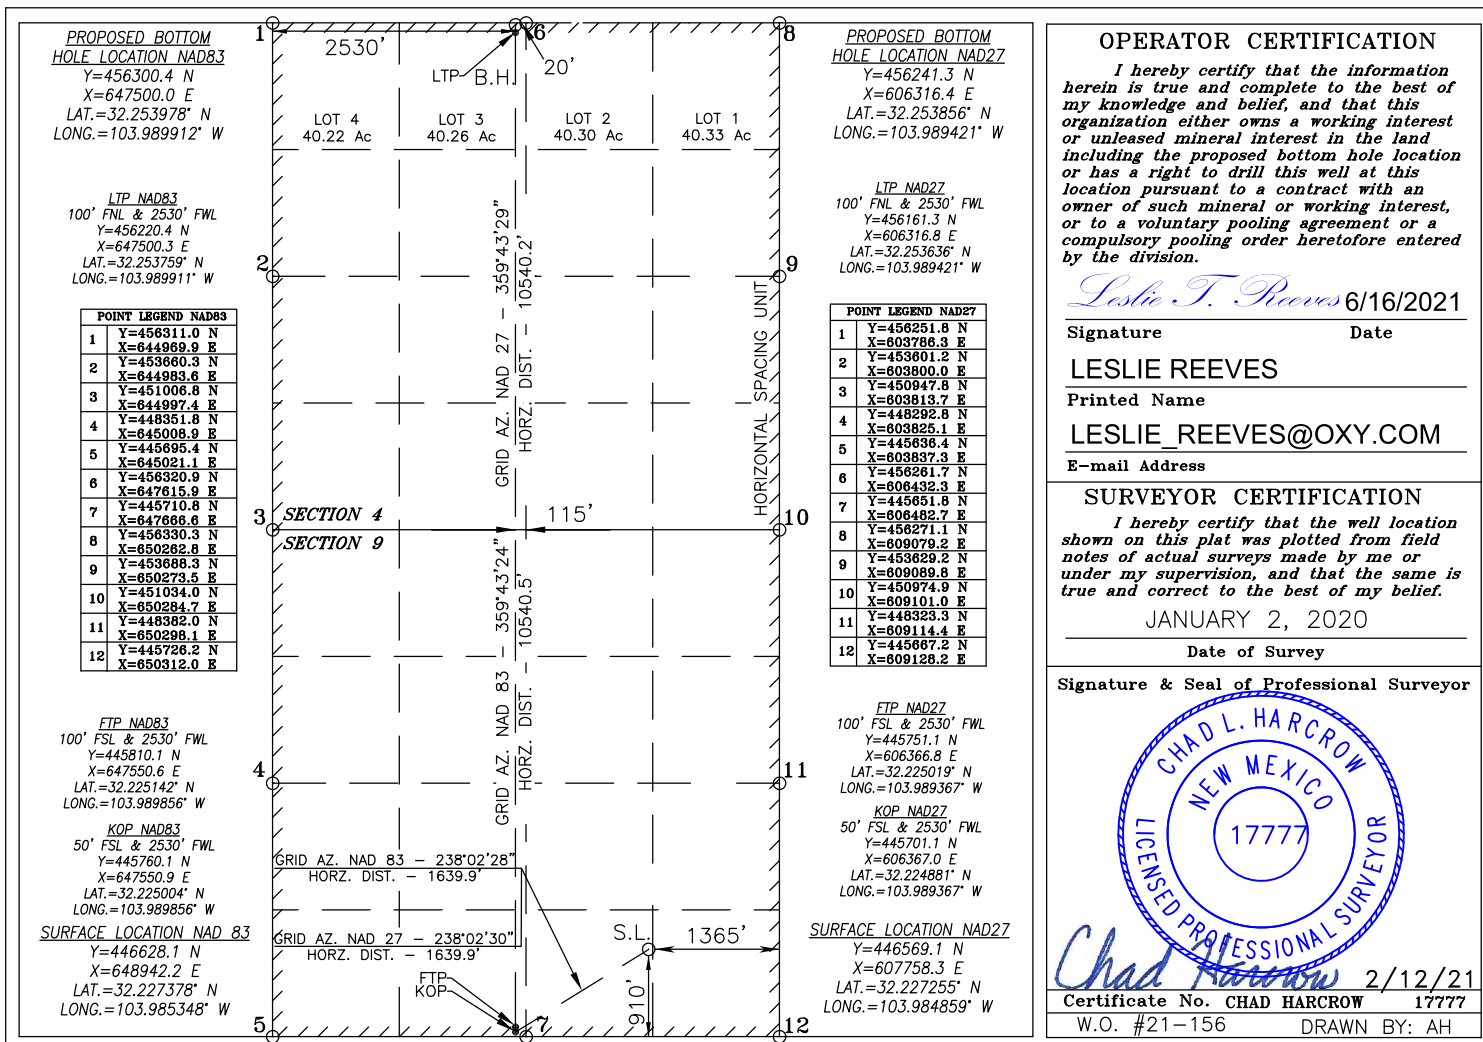 PROPOSED BOTTOM
HOLE LOCATION NAD83
Y=456300.4 N
X=647500.0 E
LAT.=32.253978° N
LONG.=103.989912° W
LTP NAD83
100' FNL & 2530' FWL
Y=456220.4 N
X=647500.3 E
LAT.=32.253759° N
LONG.=103.989911° W
POINT LEGEND NAD83
1 Y=456311.0 N
X=644969.9 E
2 Y=453660.3 N
X=644983.6 E
3 Y=451006.8 N
X=644997.4 E
4 Y=448351.8 N
X=645008.9 E
5 Y=445695.4 N
X=645021.1 E
6 Y=456320.9 N
X=647615.9 E
7 Y=445710.8 N
X=647666.6 E
8 Y=456330.3 N
X=650262.8 E
9 Y=453688.3 N
X=650273.5 E
10 Y=451034.0 N
X=650284.7 E
11 Y=448382.0 N
X=650298.1 E
12 Y=445726.2 N
X=650312.0 E
FTP NAD83
100' FSL & 2530' FWL
Y=445810.1 N
X=647550.6 E
LAT.=32.225142° N
LONG.=103.989856° W
KOP NAD83
50' FSL & 2530' FWL
Y=445760.1 N
X=647550.9 E
LAT.=32.225004° N
LONG.=103.989856° W
SURFACE LOCATION NAD 83
Y=446628.1 N
X=648942.2 E
LAT.=32.227378° N
LONG.=103.985348° W
1
6
8
2530'
LTP
B.H.
20'
LOT 4
40.22 Ac
LOT 3
40.26 Ac
LOT 2
40.30 Ac
LOT 1
40.33 Ac
2
9
GRID AZ. NAD 27 - 359°43'29"
HORZ. DIST. - 10540.2'
HORIZONTAL SPACING UNIT
3
SECTION 4
115'
10
SECTION 9
GRID AZ. NAD 83 - 359°43'24"
HORZ. DIST. - 10540.5'
4
11
GRID AZ. NAD 83 - 238°02'28"
HORZ. DIST. - 1639.9'
GRID AZ. NAD 27 - 238°02'30"
HORZ. DIST. - 1639.9'
S.L.
1365'
910'
FTP
KOP
5
7
12
PROPOSED BOTTOM
HOLE LOCATION NAD27
Y=456241.3 N
X=606316.4 E
LAT.=32.253856° N
LONG.=103.989421° W
LTP NAD27
100' FNL & 2530' FWL
Y=456161.3 N
X=606316.8 E
LAT.=32.253636° N
LONG.=103.989421° W
POINT LEGEND NAD27
1 Y=456251.8 N
X=603786.3 E
2 Y=453601.2 N
X=603800.0 E
3 Y=450947.8 N
X=603813.7 E
4 Y=448292.8 N
X=603825.1 E
5 Y=445636.4 N
X=603837.3 E
6 Y=456261.7 N
X=606432.3 E
7 Y=445651.8 N
X=606482.7 E
8 Y=456271.1 N
X=609079.2 E
9 Y=453629.2 N
X=609089.8 E
10 Y=450974.9 N
X=609101.0 E
11 Y=448323.3 N
X=609114.4 E
12 Y=445667.2 N
X=609128.2 E
FTP NAD27
100' FSL & 2530' FWL
Y=445751.1 N
X=606366.8 E
LAT.=32.225019° N
LONG.=103.989367° W
KOP NAD27
50' FSL & 2530' FWL
Y=445701.1 N
X=606367.0 E
LAT.=32.224881° N
LONG.=103.989367° W
SURFACE LOCATION NAD27
Y=446569.1 N
X=607758.3 E
LAT.=32.227255° N
LONG.=103.984859° W
OPERATOR CERTIFICATION
I hereby certify that the information
herein is true and complete to the best of
my knowledge and belief, and that this
organization either owns a working interest
or unleased mineral interest in the land
including the proposed bottom hole location
or has a right to drill this well at this
location pursuant to a contract with an
owner of such mineral or working interest,
or to a voluntary pooling agreement or a
compulsory pooling order heretofore entered
by the division.
Leslie T. Reeves 6/16/2021
Signature Date
LESLIE REEVES
Printed Name
LESLIE_REEVES@OXY.COM
E-mail Address
SURVEYOR CERTIFICATION
I hereby certify that the well location
shown on this plat was plotted from field
notes of actual surveys made by me or
under my supervision, and that the same is
true and correct to the best of my belief.
JANUARY 2, 2020
Date of Survey
Signature & Seal of Professional Surveyor
CHAD L. HARCROW
NEW MEXICO
17777
LICENSED PROFESSIONAL SURVEYOR
Chad Harcrow 2/12/21
Certificate No. CHAD HARCROW 17777
W.O. #21-156 DRAWN BY: AH